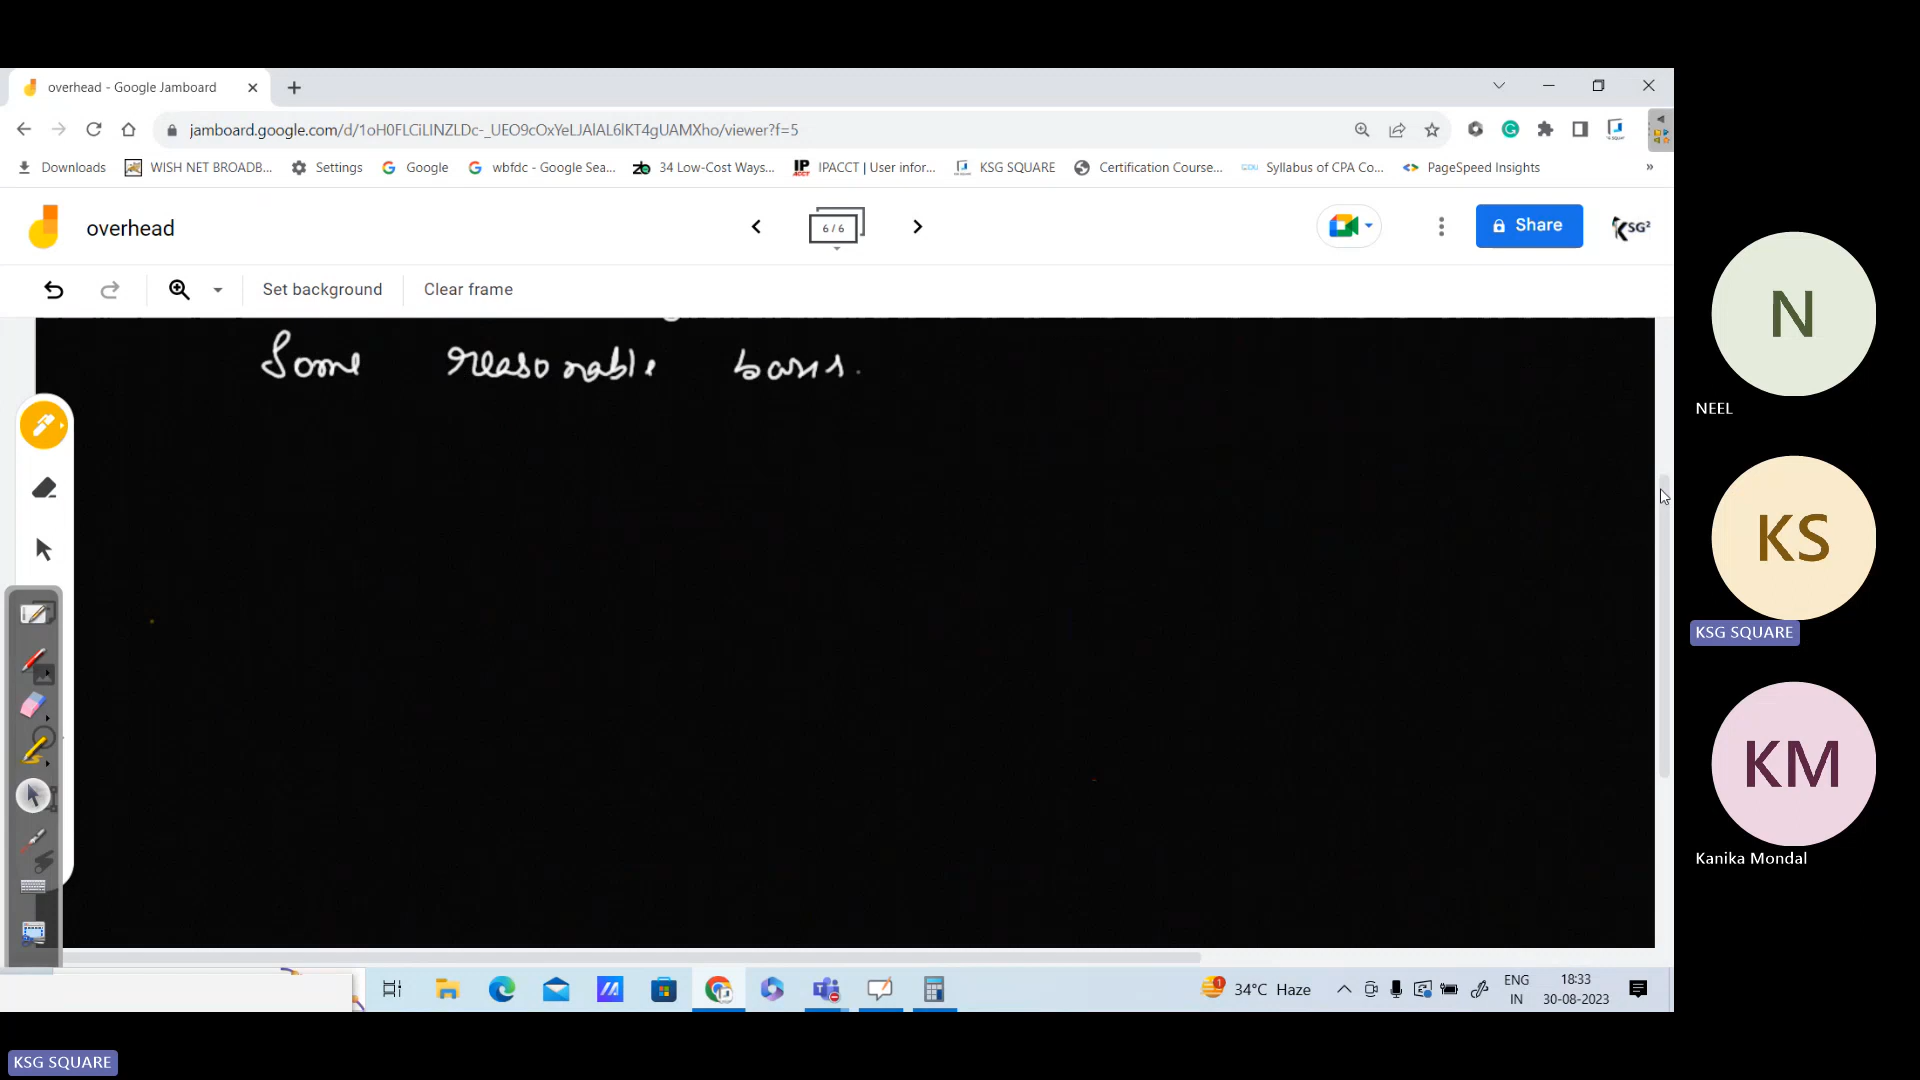 overhead - Google Jamboard
jamboard.google.com/d/1oH0FLCiLlNZLDc-_UEO9cOxYeLJAlAL6lKT4gUAMXho/viewer?f=5
Downloads WISH NET BROADB... Settings Google wbfdc - Google Sea... 34 Low-Cost Ways... IPACCT | User infor... KSG SQUARE Certification Course... Syllabus of CPA Co... PageSpeed Insights »
overhead 6 / 6 Share KSG²
Set background Clear frame
Some reasonable basis.
N
NEEL
KS
KSG SQUARE
KM
Kanika Mondal
1 34°C Haze ENG 18:33
IN 30-08-2023
KSG SQUARE